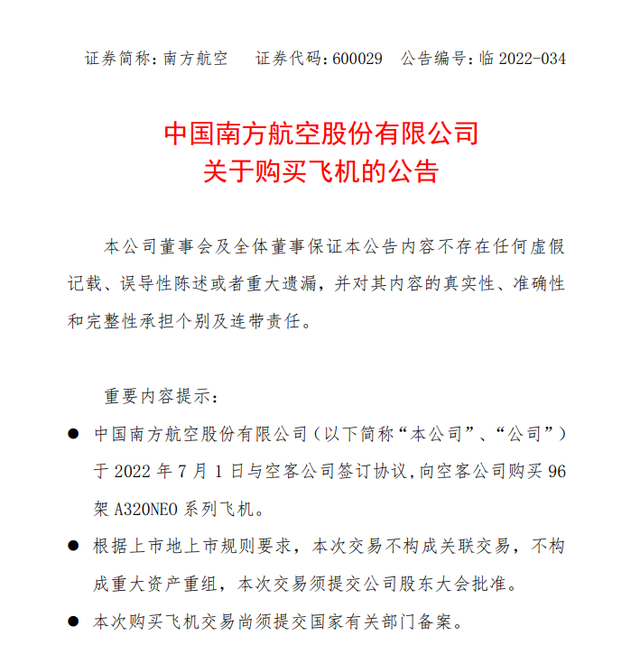 证券简称：南方航空 证券代码：600029 公告编号：临 2022-034
中国南方航空股份有限公司
关于购买飞机的公告
本公司董事会及全体董事保证本公告内容不存在任何虚假
记载、误导性陈述或者重大遗漏，并对其内容的真实性、准确性
和完整性承担个别及连带责任。
重要内容提示：
● 中国南方航空股份有限公司（以下简称“本公司”、“公司”）
于 2022 年 7 月 1 日与空客公司签订协议，向空客公司购买 96
架 A320NEO 系列飞机。
● 根据上市地上市规则要求，本次交易不构成关联交易，不构
成重大资产重组，本次交易须提交公司股东大会批准。
● 本次购买飞机交易尚须提交国家有关部门备案。